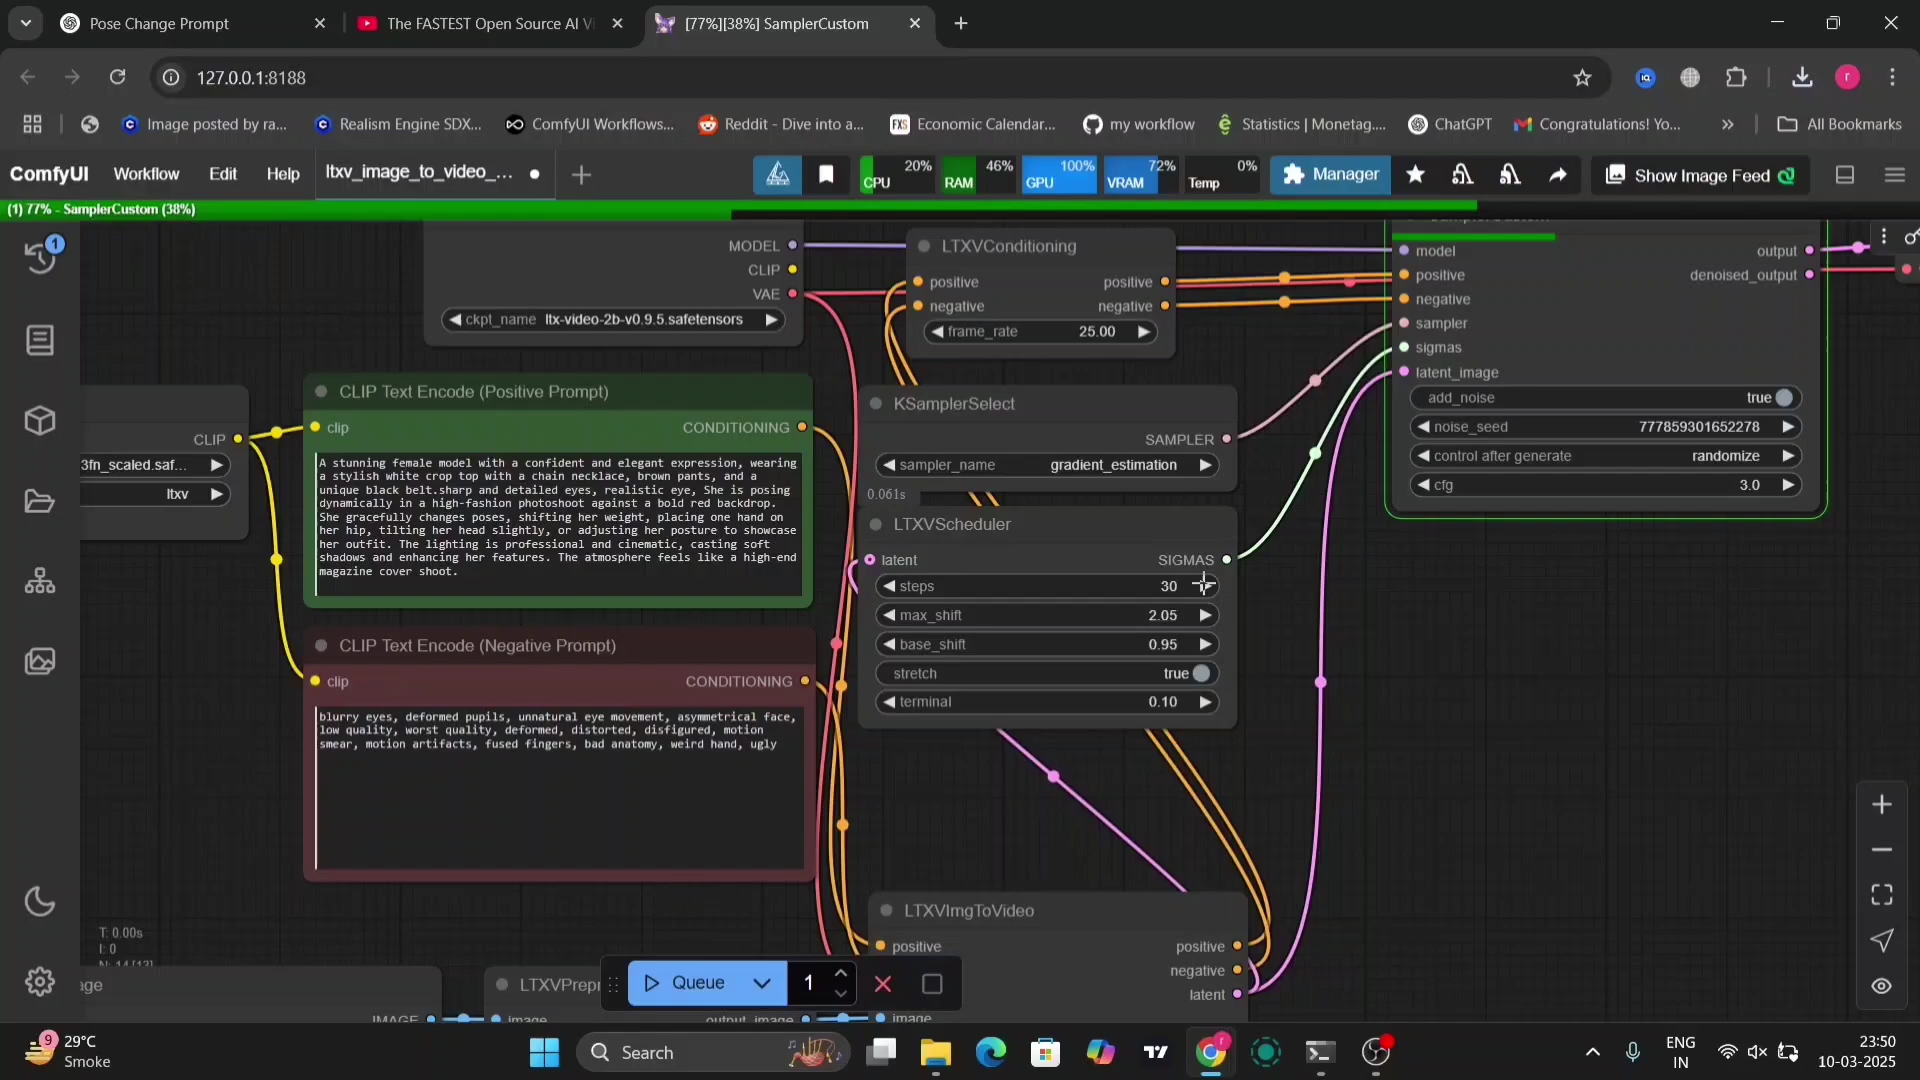 Pose Change Prompt
The FASTEST Open Source AI Vi
[77%][38%] SamplerCustom
127.0.0.1:8188
Image posted by ra...
Realism Engine SDX...
ComfyUI Workflows...
Reddit - Dive into a...
FXS
Economic Calendar...
my workflow
Statistics | Monetag....
ChatGPT
Congratulations! Yo...
All Bookmarks
ComfyUI
Workflow
Edit
Help
ltxv_image_to_video_...
CPU 20%
RAM 46%
GPU 100%
VRAM 72%
Temp 0%
Manager
Show Image Feed
(1) 77% - SamplerCustom (38%)
1
MODEL
CLIP
VAE
ckpt_name ltx-video-2b-v0.9.5.safetensors
LTXVConditioning
positive positive
negative negative
frame_rate 25.00
model output
positive denoised_output
negative
sampler
sigmas
latent_image
add_noise true
noise_seed 777859301652278
control after generate randomize
cfg 3.0
CLIP
3fn_scaled.saf...
ltxv
CLIP Text Encode (Positive Prompt)
clip CONDITIONING
A stunning female model with a confident and elegant expression, wearing
a stylish white crop top with a chain necklace, brown pants, and a
unique black belt.sharp and detailed eyes, realistic eye, She is posing
dynamically in a high-fashion photoshoot against a bold red backdrop.
She gracefully changes poses, shifting her weight, placing one hand on
her hip, tilting her head slightly, or adjusting her posture to showcase
her outfit. The lighting is professional and cinematic, casting soft
shadows and enhancing her features. The atmosphere feels like a high-end
magazine cover shoot.
KSamplerSelect
SAMPLER
sampler_name gradient_estimation
0.061s
LTXVScheduler
latent SIGMAS
steps 30
max_shift 2.05
base_shift 0.95
stretch true
terminal 0.10
CLIP Text Encode (Negative Prompt)
clip CONDITIONING
blurry eyes, deformed pupils, unnatural eye movement, asymmetrical face,
low quality, worst quality, deformed, distorted, disfigured, motion
smear, motion artifacts, fused fingers, bad anatomy, weird hand, ugly
LTXVImgToVideo
positive positive
negative
latent
image
T: 0.00s
I: 0
N: 14 [13]
age
IMAGE
LTXVPrepr
image output_image
Queue
1
9
29°C
Smoke
Search
ENG
IN
23:50
10-03-2025